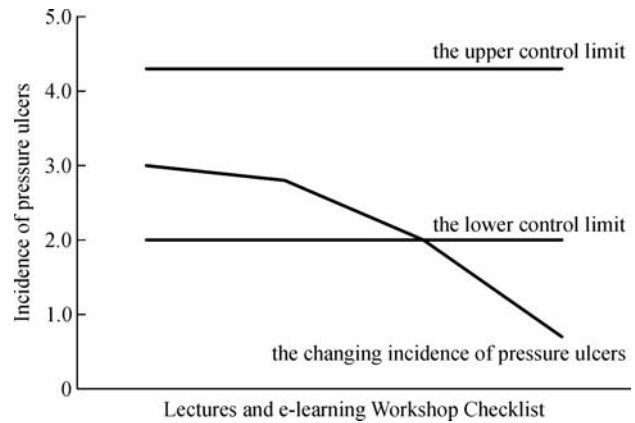 5.0
the upper control limit
4.0
3.0
the lower control limit
2.0
1.0
the changing incidence of pressure ulcers
0
Incidence of pressure ulcers
Lectures and e-learning Workshop Checklist